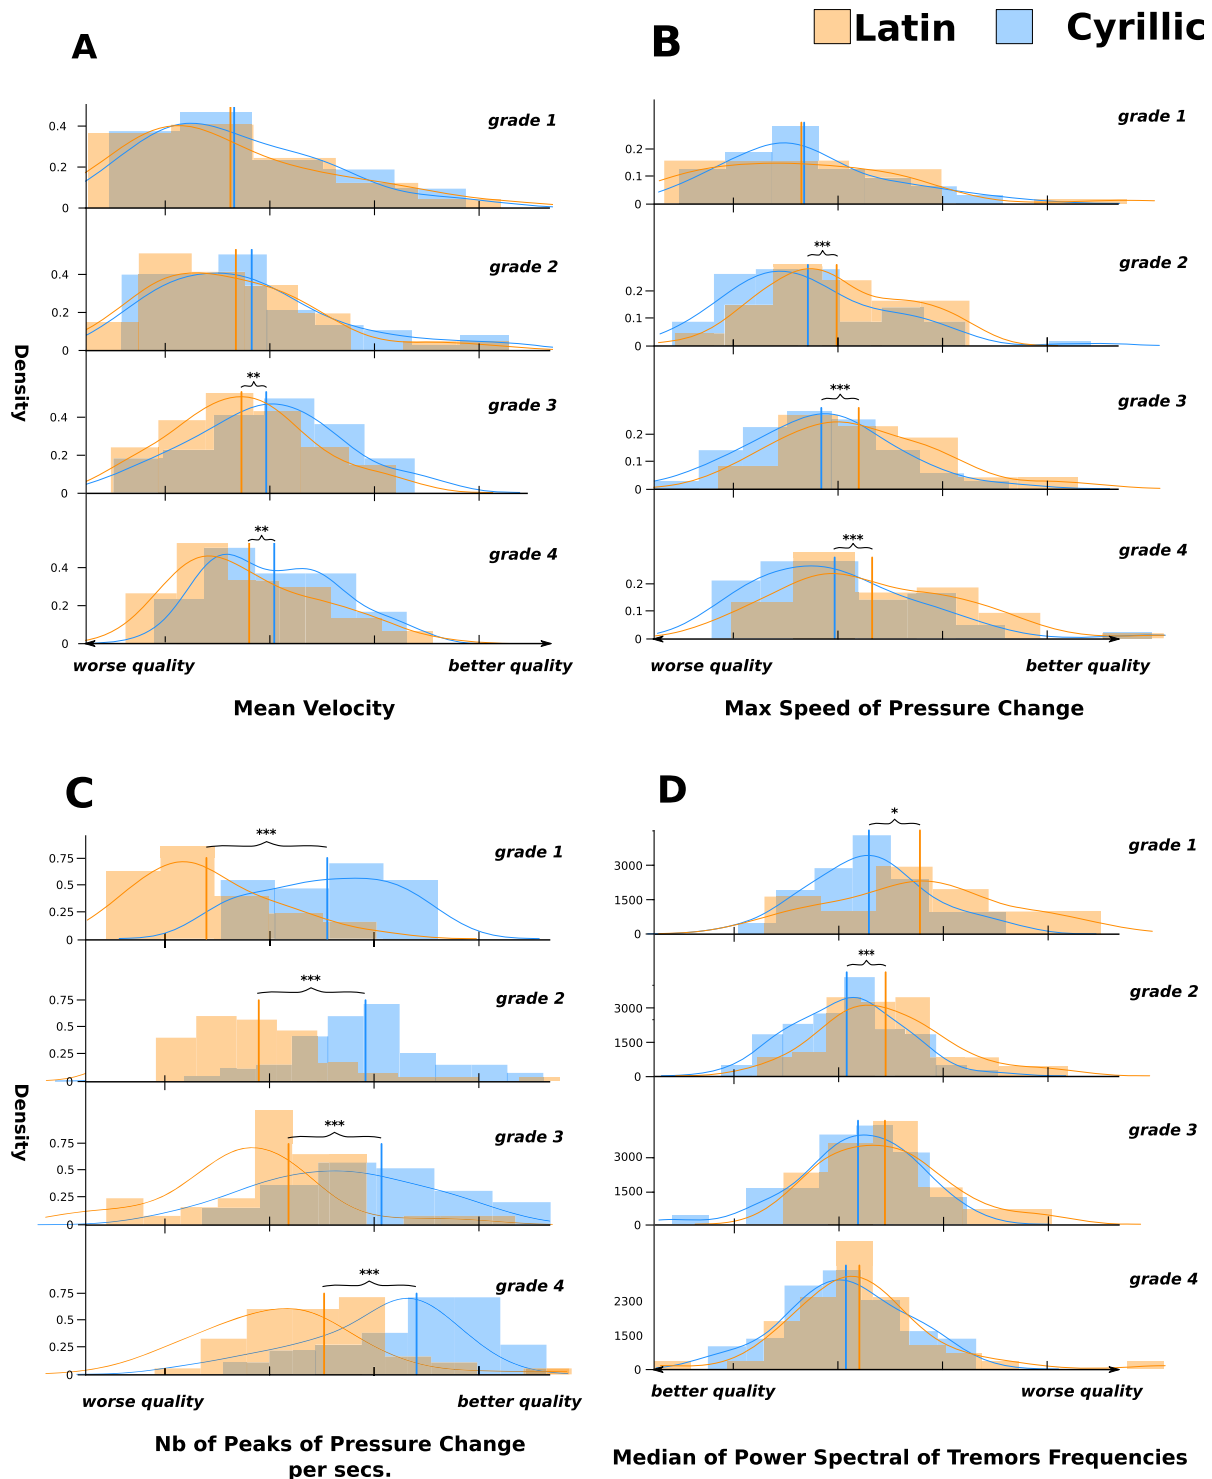 Latin Cyrillic
A
grade 1
0.4
0.2
0
grade 2
0.4
0.2
0
**
grade 3
0.4
0.2
0
**
grade 4
0.4
0.2
0
worse quality better quality
Mean Velocity
Density
B
grade 1
0.2
0.1
0
***
grade 2
0.2
0.1
0
***
grade 3
0.2
0.1
0
***
grade 4
0.2
0.1
0
worse quality better quality
Max Speed of Pressure Change
C
***
grade 1
0.75
0.5
0.25
0
***
grade 2
0.75
0.5
0.25
0
***
grade 3
0.75
0.5
0.25
0
***
grade 4
0.75
0.5
0.25
0
worse quality better quality
Nb of Peaks of Pressure Change
per secs.
Density
D
*
grade 1
3000
1500
0
***
grade 2
3000
1500
0
grade 3
3000
1500
0
grade 4
2300
1500
0
better quality worse quality
Median of Power Spectral of Tremors Frequencies